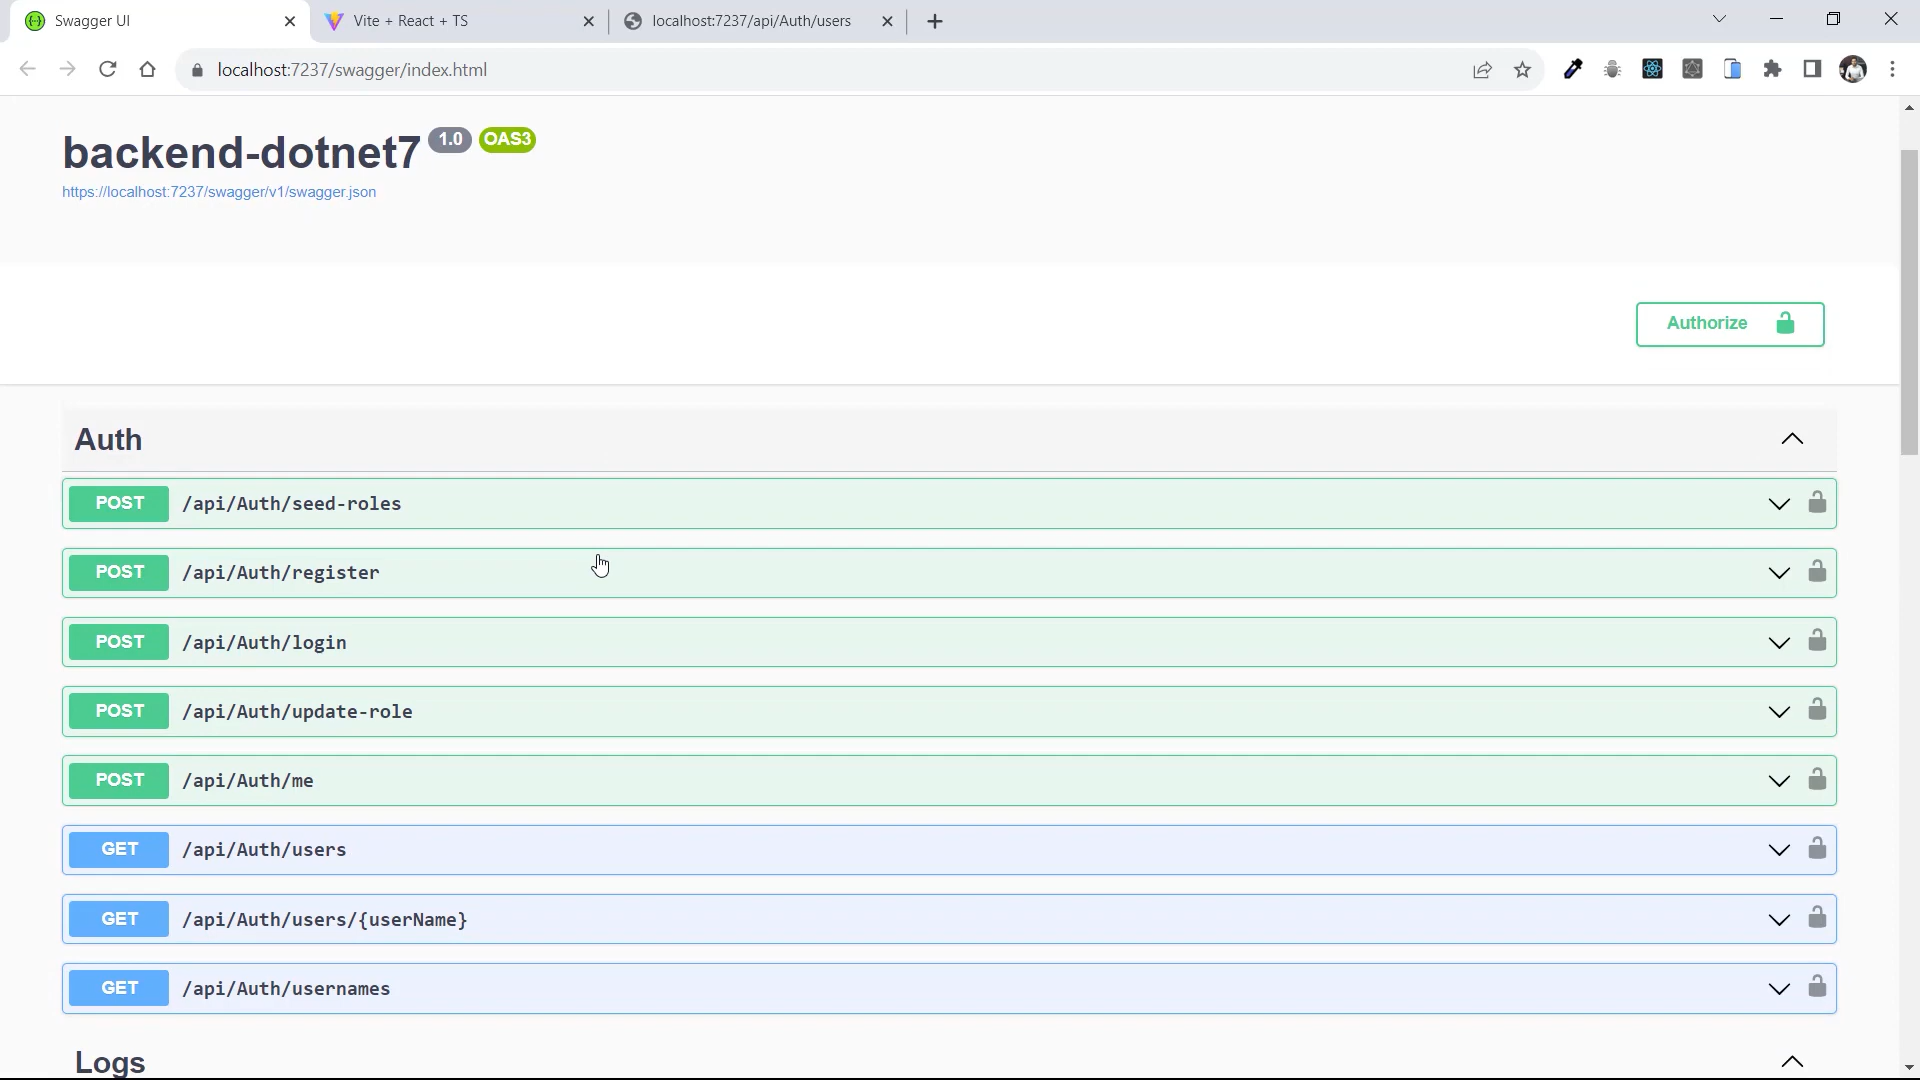 Swagger UI
Vite + React + TS
localhost:7237/api/Auth/users
localhost:7237/swagger/index.html
backend-dotnet7 1.0 OAS3
https://localhost:7237/swagger/v1/swagger.json
Authorize
Auth
POST /api/Auth/seed-roles
POST /api/Auth/register
POST /api/Auth/login
POST /api/Auth/update-role
POST /api/Auth/me
GET /api/Auth/users
GET /api/Auth/users/{userName}
GET /api/Auth/usernames
Logs